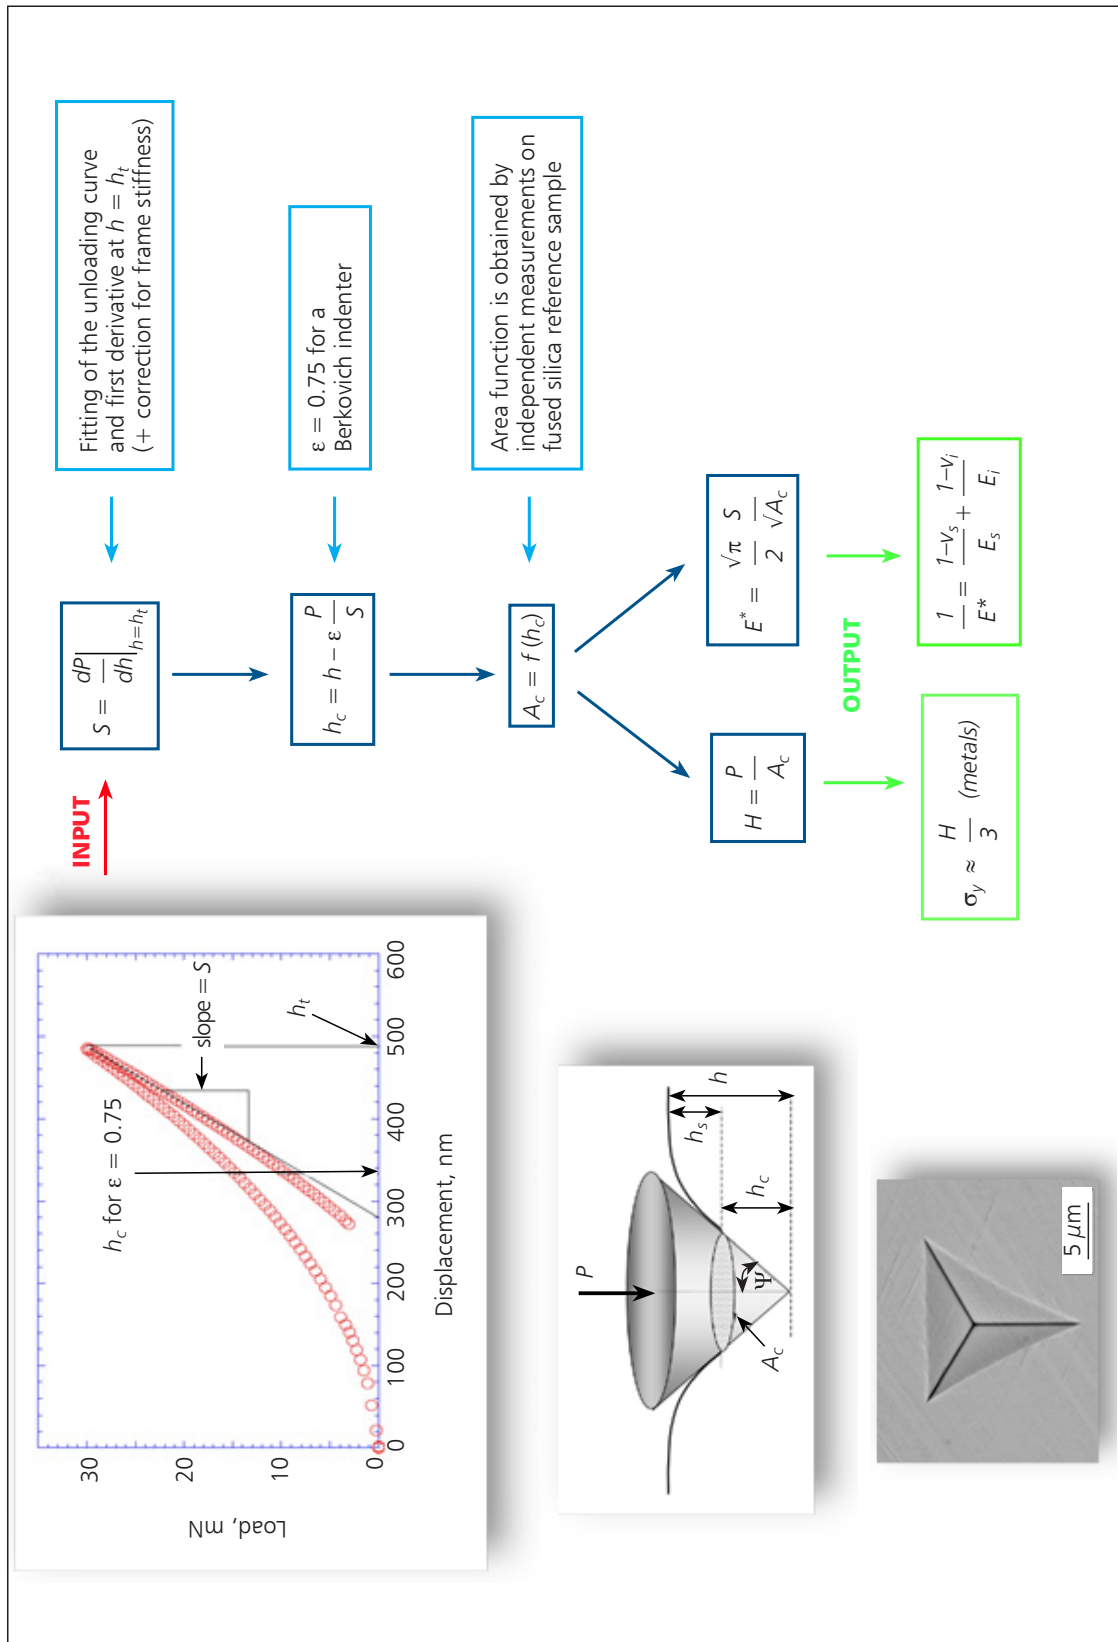 Load, mN
30
20
10
0
0
100
200
300
400
500
600
Displacement, nm
h_c for ε = 0.75
slope = S
h_t
INPUT
S = dP/dh|_{h=h_t}
Fitting of the unloading curve
and first derivative at h = h_t
(+ correction for frame stiffness)
h_c = h − ε P/S
ε = 0.75 for a
Berkovich indenter
A_c = f (h_c)
Area function is obtained by
independent measurements on
fused silica reference sample
P
A_c
Ψ
h_c
h_s
h
H = P/A_c
E* = √π/2 S/√A_c
OUTPUT
σ_y ≈ H/3 (metals)
1/E* = 1−v_s/E_s + 1−v_i/E_i
5 μm